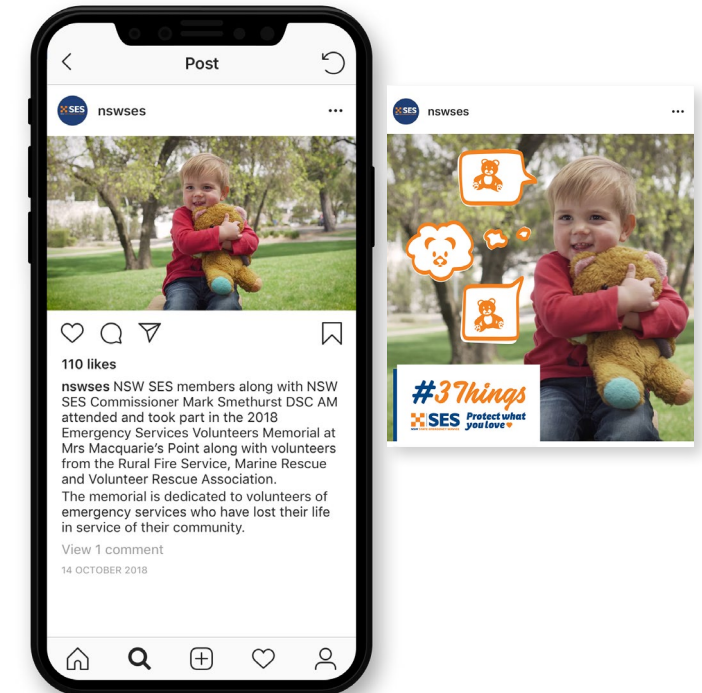 Post
SES
nswses
110 likes
nswses NSW SES members along with NSW
SES Commissioner Mark Smethurst DSC AM
attended and took part in the 2018
Emergency Services Volunteers Memorial at
Mrs Macquarie's Point along with volunteers
from the Rural Fire Service, Marine Rescue
and Volunteer Rescue Association.
The memorial is dedicated to volunteers of
emergency services who have lost their life
in service of their community.
View 1 comment
14 OCTOBER 2018
SES
nswses
#3Things
SES Protect what
you love